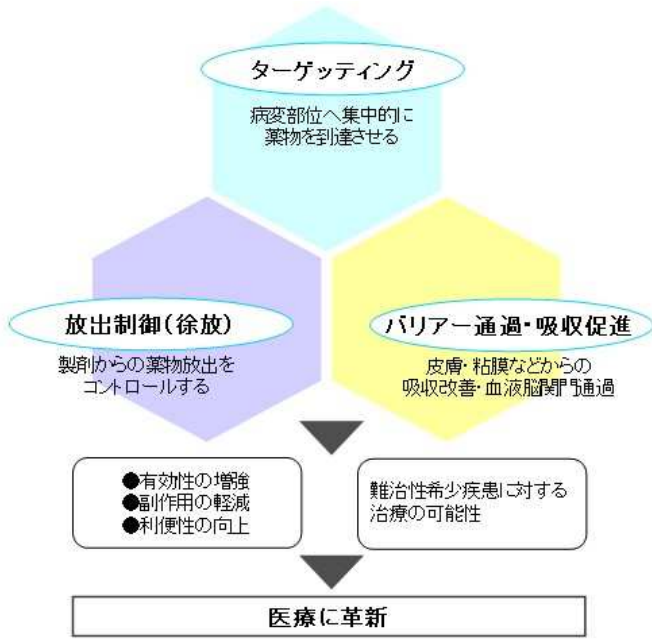 ターゲッティング
病変部位へ集中的に
薬物を到達させる
放出制御(徐放)
製剤からの薬物放出を
コントロールする
バリアー通過・吸収促進
皮膚・粘膜などからの
吸収改善・血液脳関門通過
●有効性の増強
●副作用の軽減
●利便性の向上
難治性希少疾患に対する
治療の可能性
医療に革新